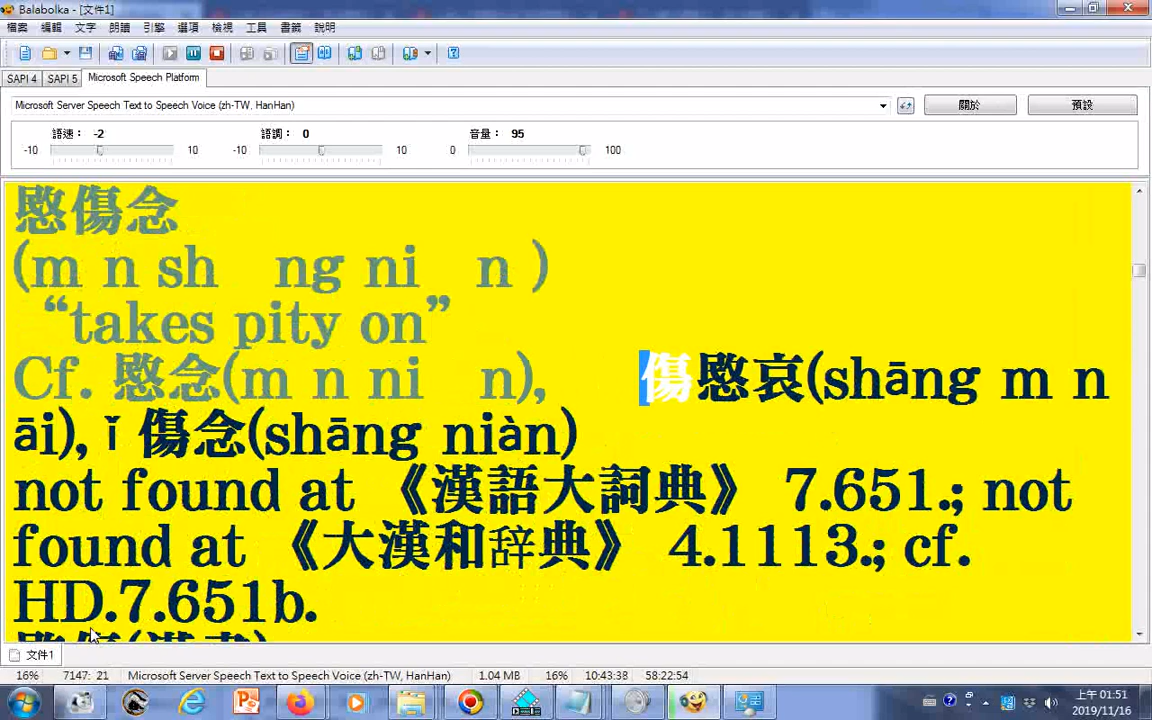 Balabolka - [文件1]
檔案 編輯 文字 朗讀 引擎 選項 檢視 工具 書籤 說明
SAPI 4 SAPI 5 Microsoft Speech Platform
Microsoft Server Speech Text to Speech Voice (zh-TW, HanHan) 關於 預設
語速： -2 語調： 0 音量： 95
-10 10 -10 10 0 100
愍傷念
(m n sh ng ni n )
“takes pity on”
Cf. 愍念(m n ni n), 傷愍哀(shāng m n
āi), ǐ 傷念(shāng niàn)
not found at 《漢語大詞典》 7.651.; not
found at 《大漢和辞典》 4.1113.; cf.
HD.7.651b.
文件1
16% 7147: 21 Microsoft Server Speech Text to Speech Voice (zh-TW, HanHan) 1.04 MB 16% 10:43:38 58:22:54
上午 01:51
2019/11/16